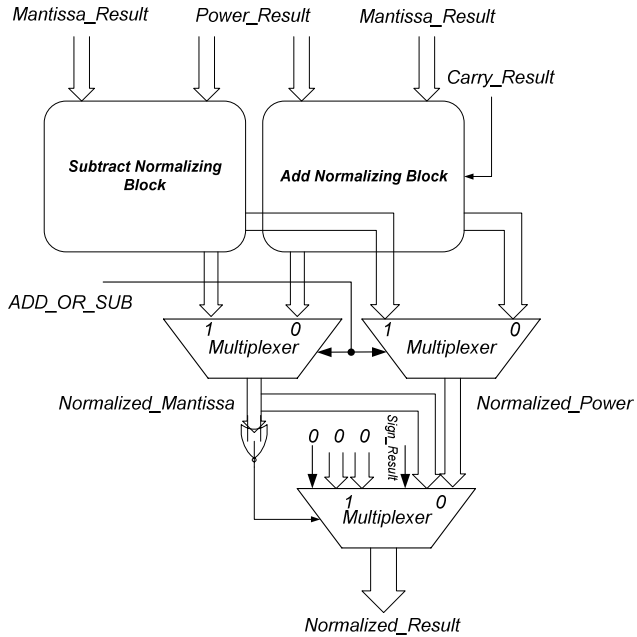 Mantissa_Result Power_Result Mantissa_Result
Carry_Result
Subtract Normalizing
Block
Add Normalizing Block
ADD_OR_SUB
1 0 1 0
Multiplexer Multiplexer
Normalized_Mantissa Normalized_Power
0 0 0 Sign_Result
1 0
Multiplexer
Normalized_Result